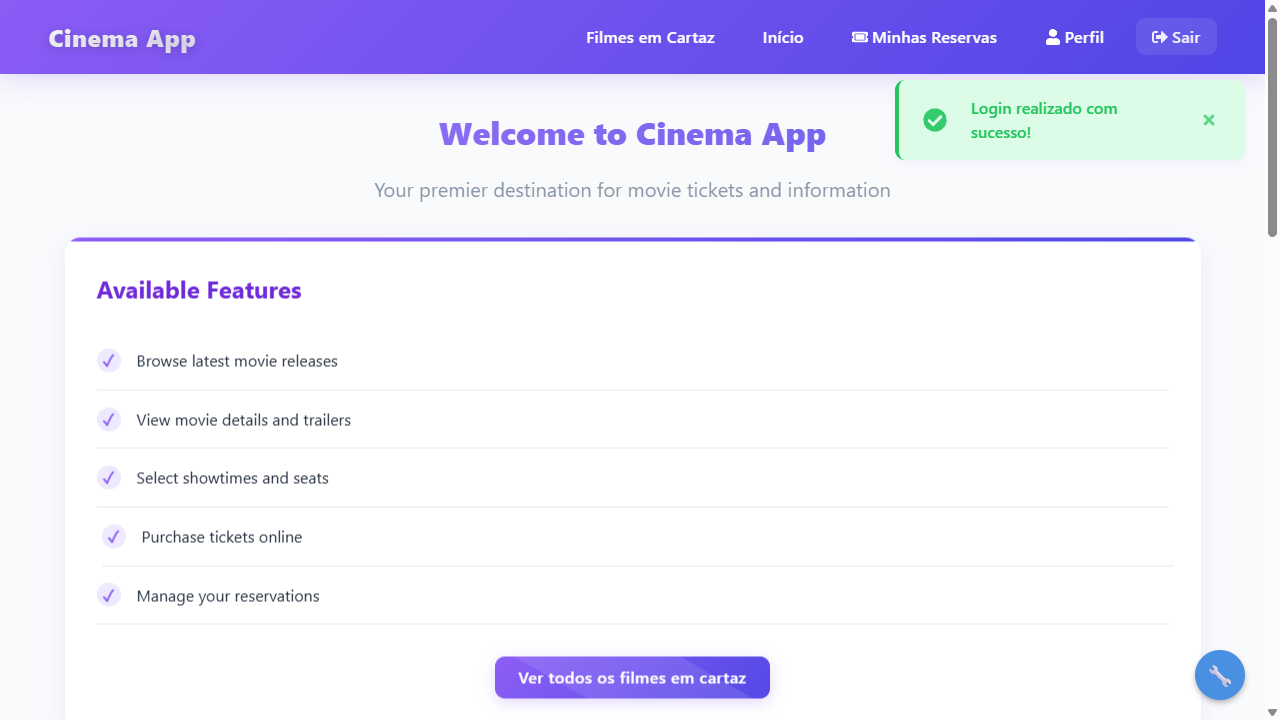 Cinema App
Filmes em Cartaz
Início
Minhas Reservas
Perfil
Sair
Login realizado com
sucesso!
Welcome to Cinema App
Your premier destination for movie tickets and information
Available Features
Browse latest movie releases
View movie details and trailers
Select showtimes and seats
Purchase tickets online
Manage your reservations
Ver todos os filmes em cartaz